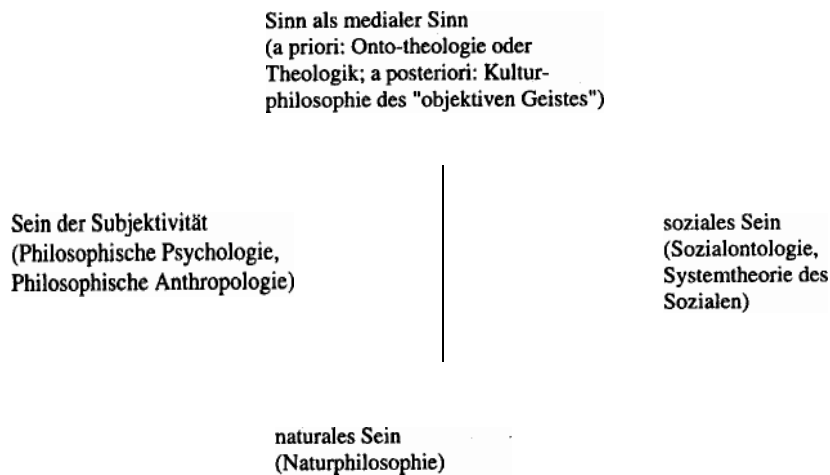 Sinn als medialer Sinn
(a priori: Onto-theologie oder
Theologik; a posteriori: Kultur-
philosophie des "objektiven Geistes")
Sein der Subjektivität
(Philosophische Psychologie,
Philosophische Anthropologie)
soziales Sein
(Sozialontologie,
Systemtheorie des
Sozialen)
naturales Sein
(Naturphilosophie)